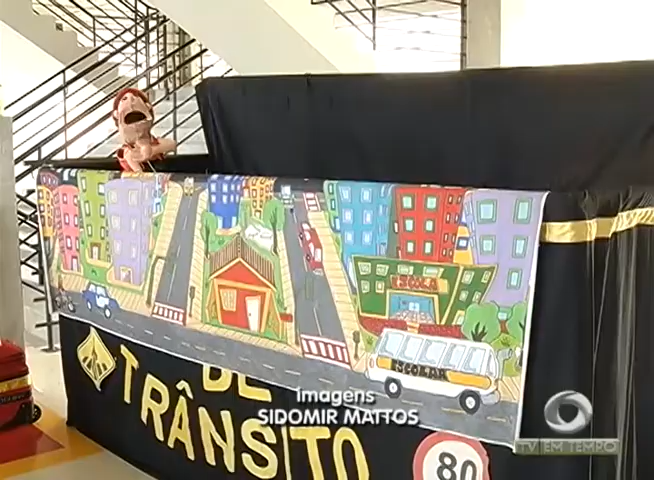 ESCOLA
ESCOLAR
DE
TRÂNSITO
imagens
SIDOMIR MATTOS
80
TV EM TEMPO